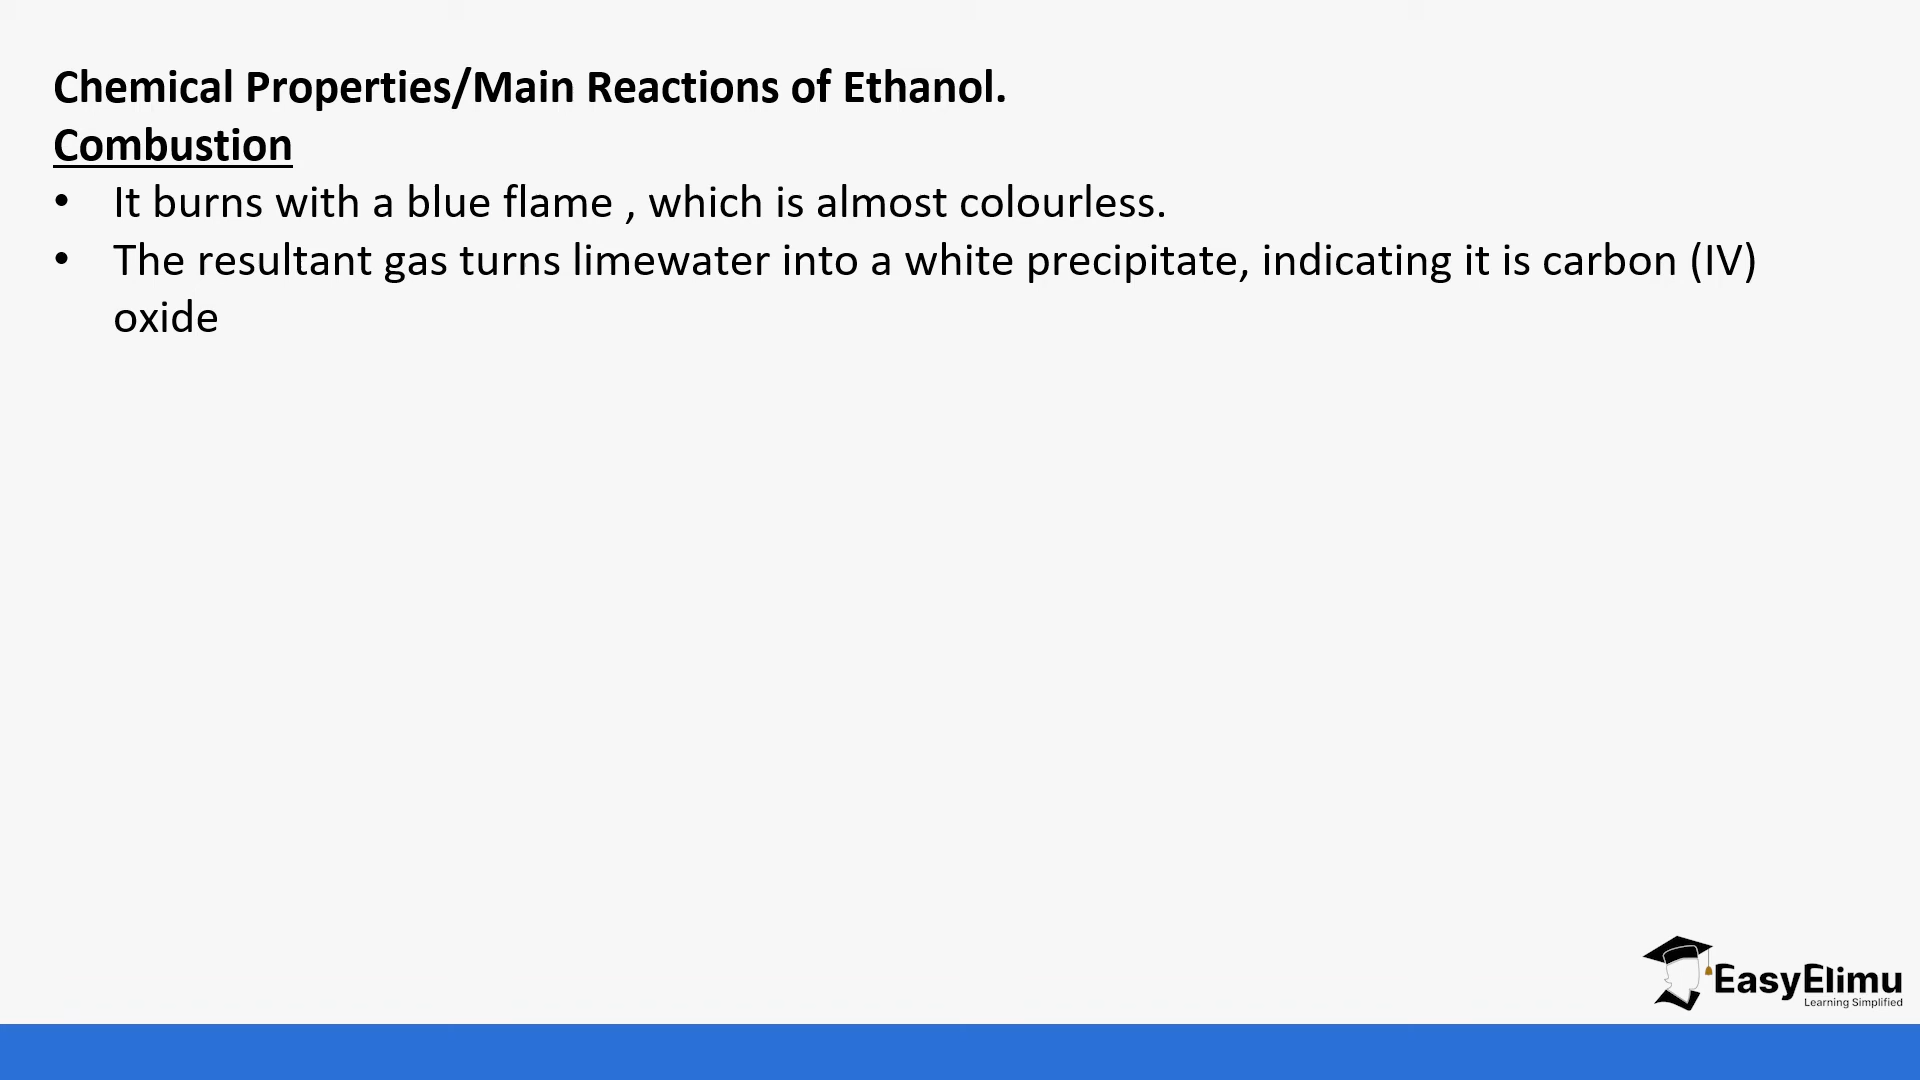 Chemical Properties/Main Reactions of Ethanol.
Combustion
• It burns with a blue flame , which is almost colourless.
• The resultant gas turns limewater into a white precipitate, indicating it is carbon (IV)
oxide
EasyElimu
Learning Simplified